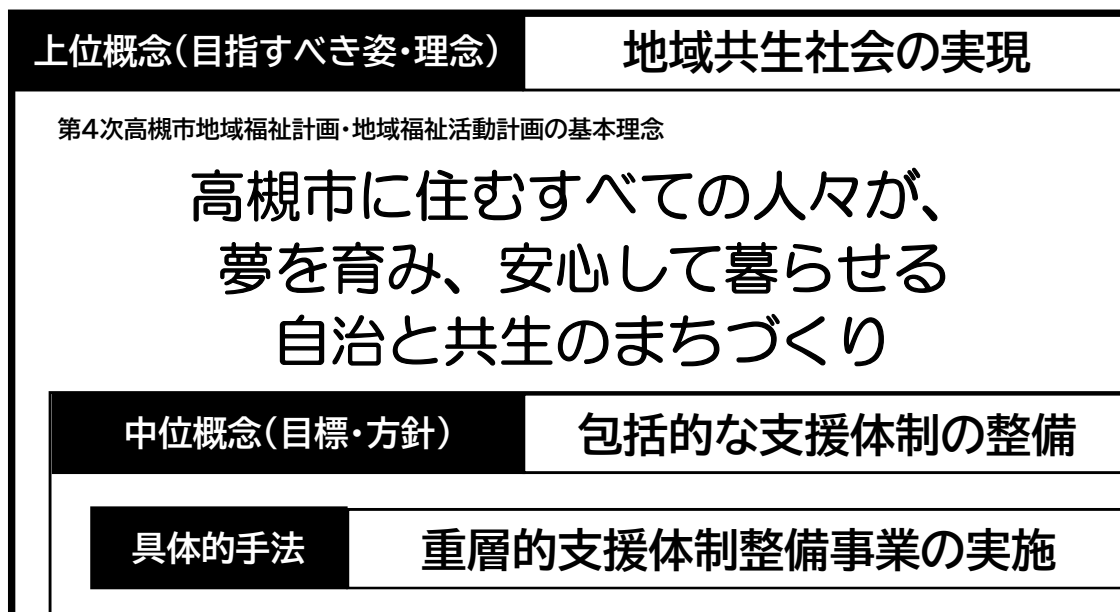 上位概念(目指すべき姿・理念) 地域共生社会の実現
第4次高槻市地域福祉計画・地域福祉活動計画の基本理念
高槻市に住むすべての人々が、
夢を育み、安心して暮らせる
自治と共生のまちづくり
中位概念(目標・方針) 包括的な支援体制の整備
具体的手法 重層的支援体制整備事業の実施